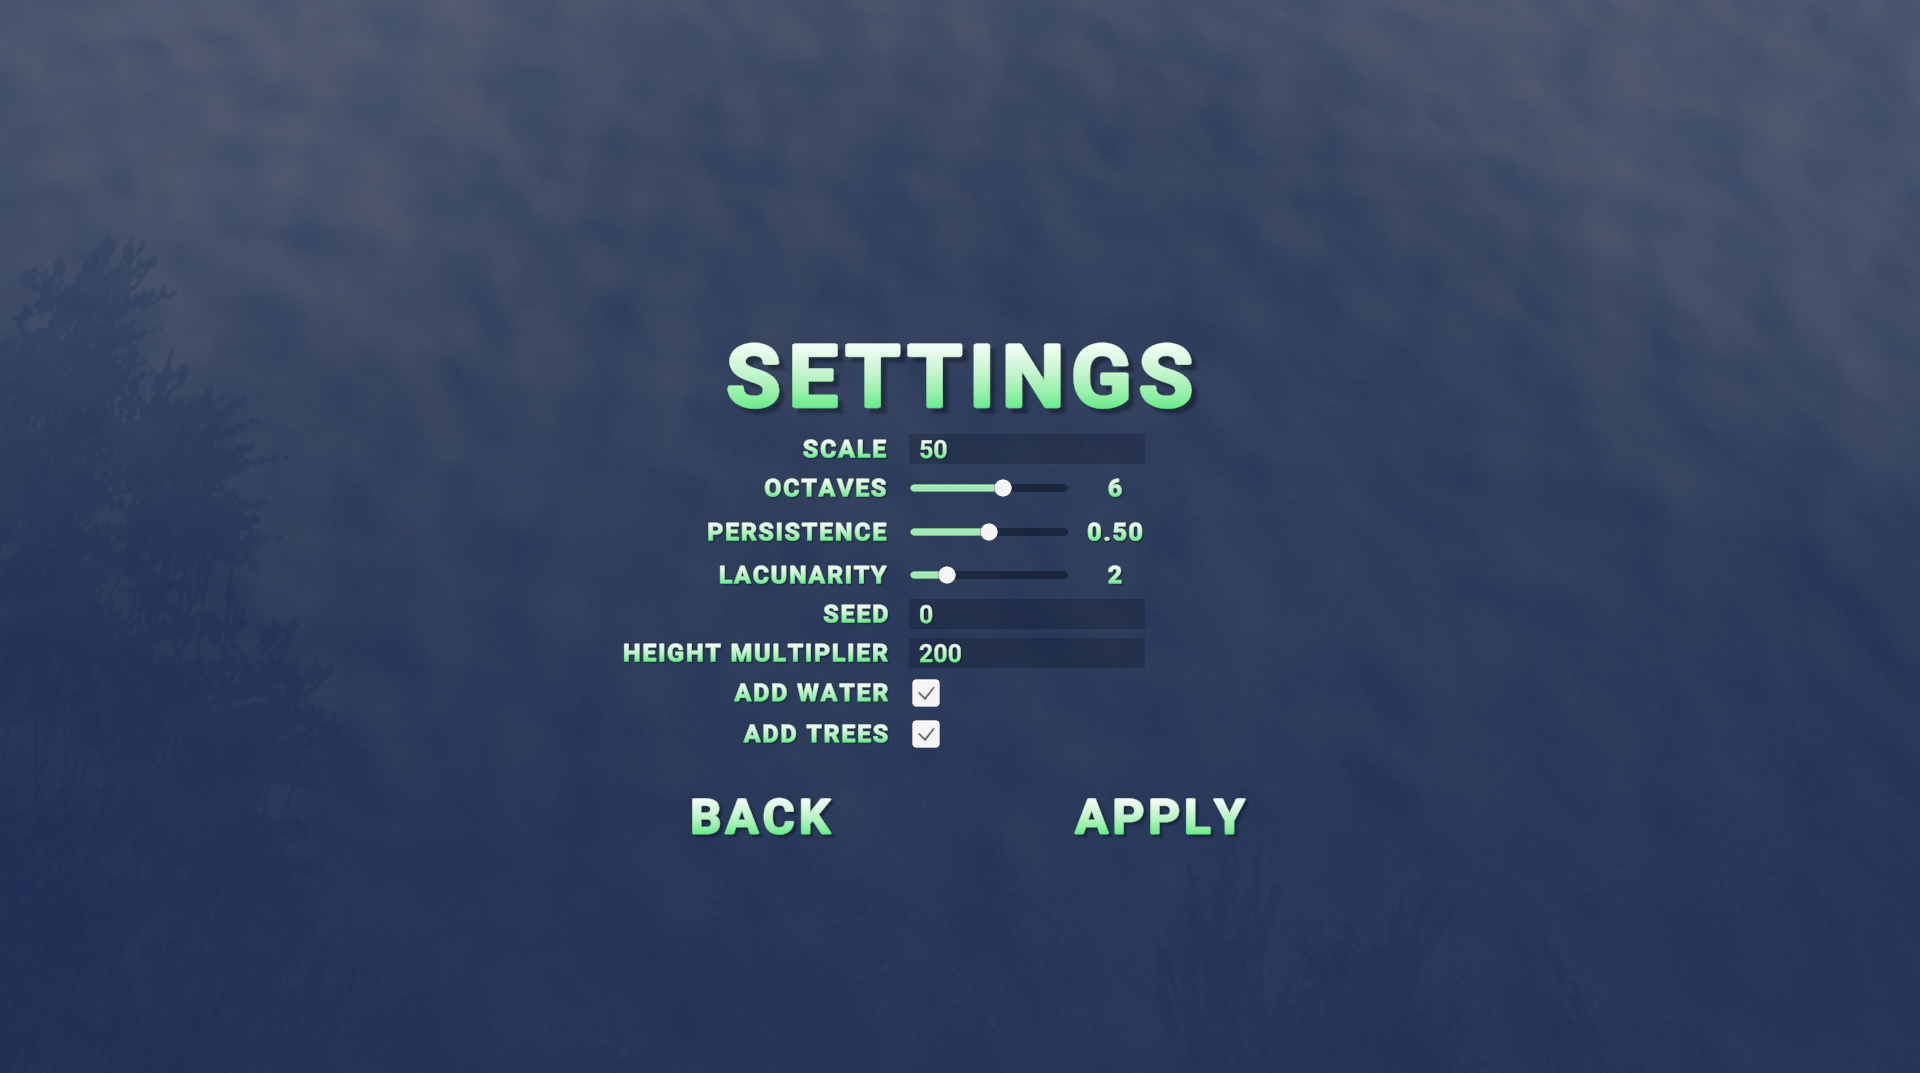 SETTINGS
SCALE 50
OCTAVES 6
PERSISTENCE 0.50
LACUNARITY 2
SEED 0
HEIGHT MULTIPLIER 200
ADD WATER
ADD TREES
BACK APPLY